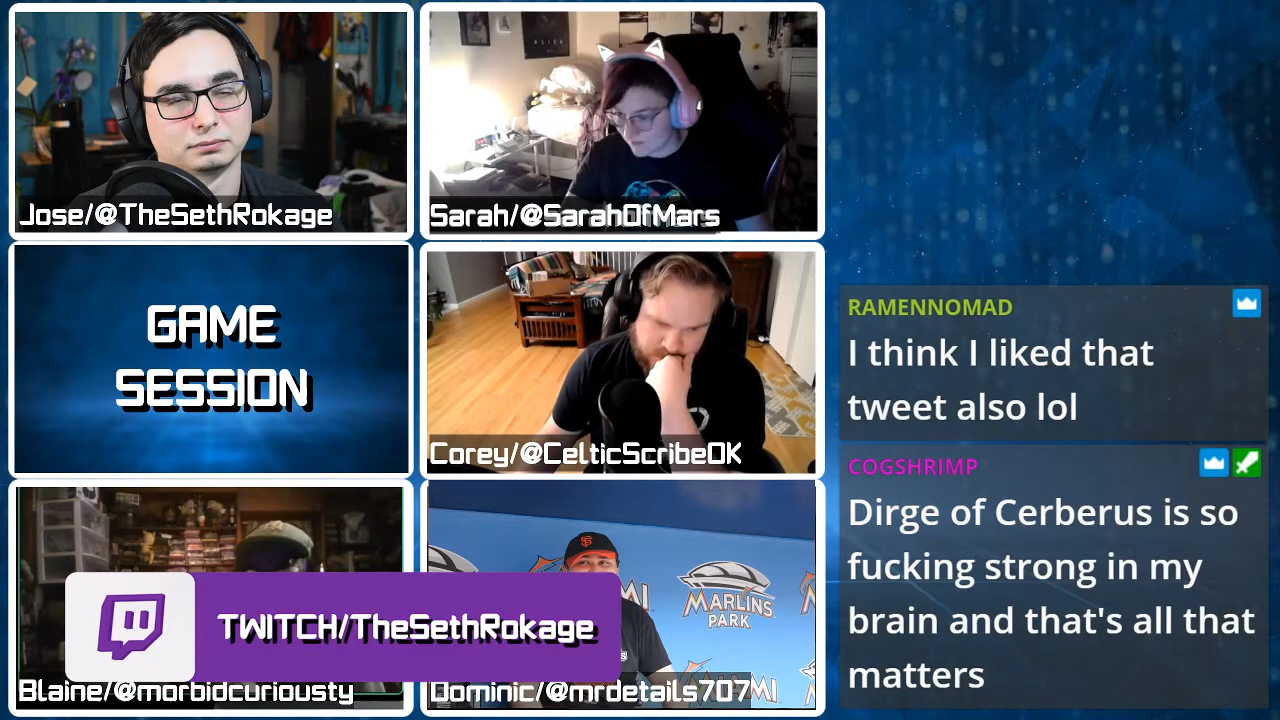 Jose/@TheSethRokage
ALIEN
Sarah/@SarahOfMars
GAME
SESSION
Corey/@CelticScribeOK
SF
MARLINS
PARK
TWITCH/TheSethRokage
Blaine/@morbidcuriousty
Dominic/@mrdetails707
RAMENNOMAD
I think I liked that
tweet also lol
COGSHRIMP
Dirge of Cerberus is so
fucking strong in my
brain and that's all that
matters